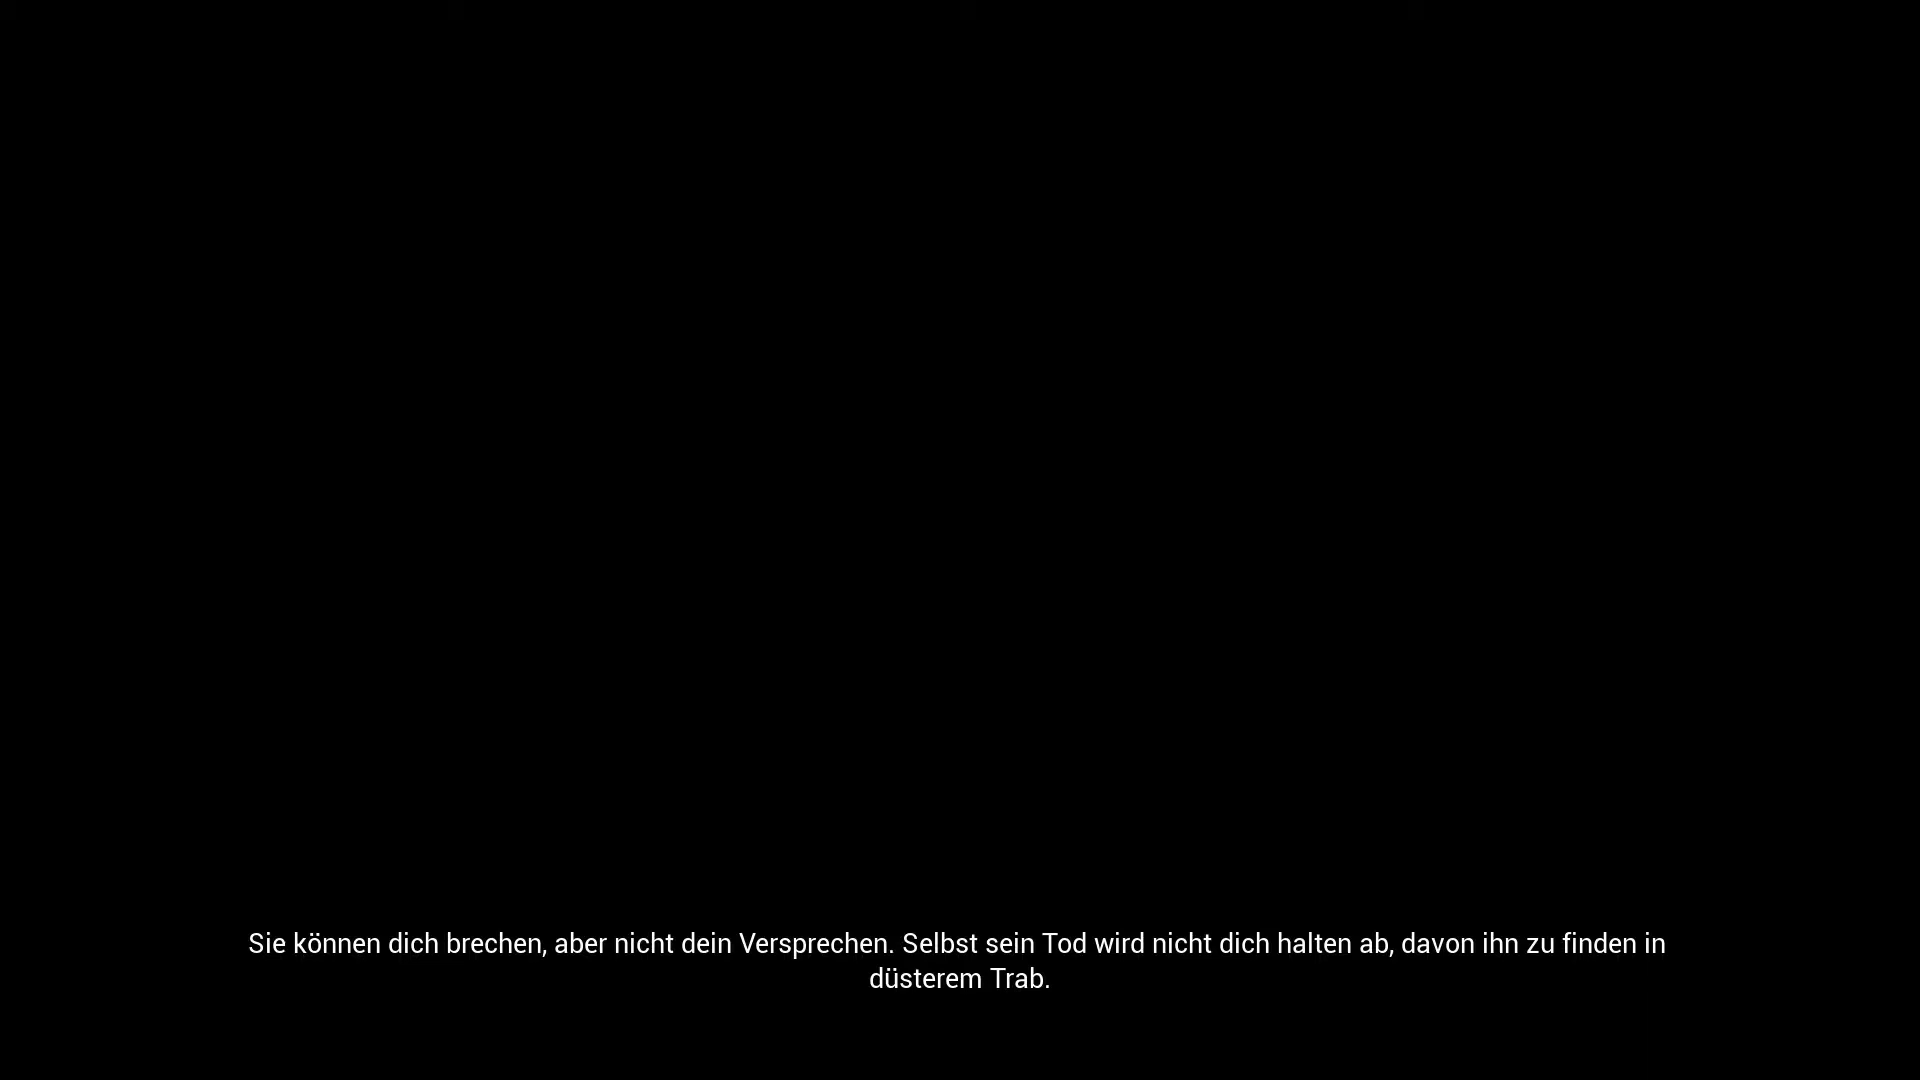 Sie können dich brechen, aber nicht dein Versprechen. Selbst sein Tod wird nicht dich halten ab, davon ihn zu finden in
düsterem Trab.